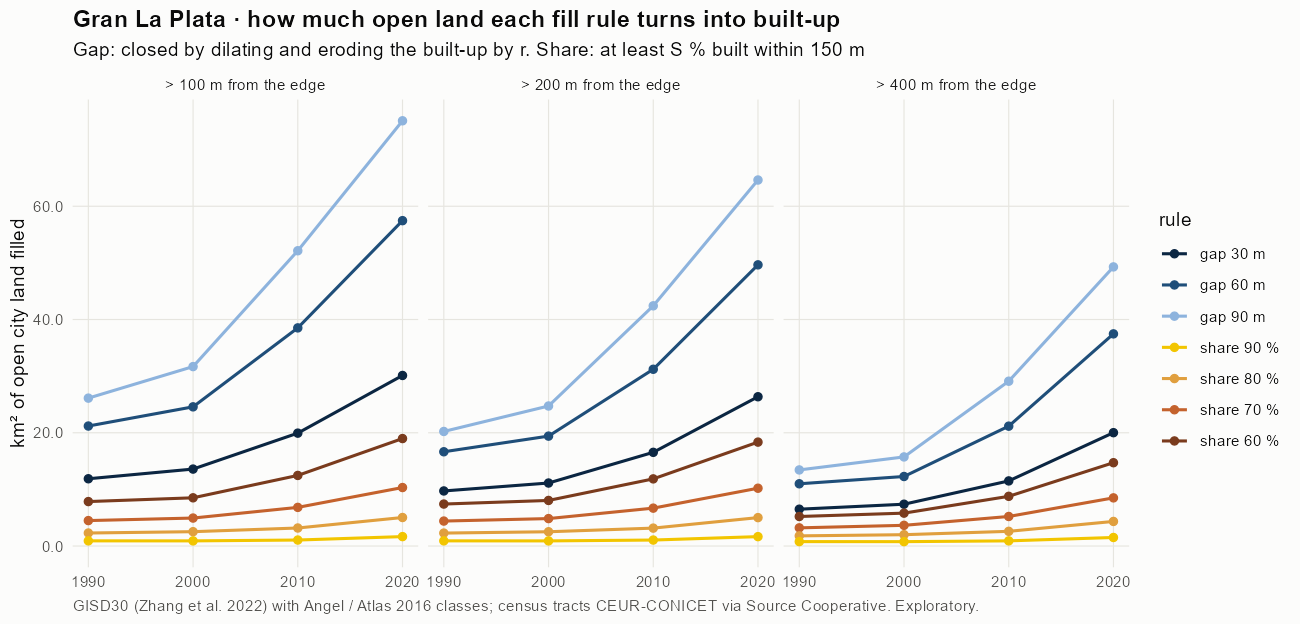 Gran La Plata · how much open land each fill rule turns into built-up
Gap: closed by dilating and eroding the built-up by r. Share: at least S % built within 150 m
> 100 m from the edge
> 200 m from the edge
> 400 m from the edge
km² of open city land filled
60.0
40.0
20.0
0.0
1990 2000 2010 2020
1990 2000 2010 2020
1990 2000 2010 2020
rule
gap 30 m
gap 60 m
gap 90 m
share 90 %
share 80 %
share 70 %
share 60 %
GISD30 (Zhang et al. 2022) with Angel / Atlas 2016 classes; census tracts CEUR-CONICET via Source Cooperative. Exploratory.